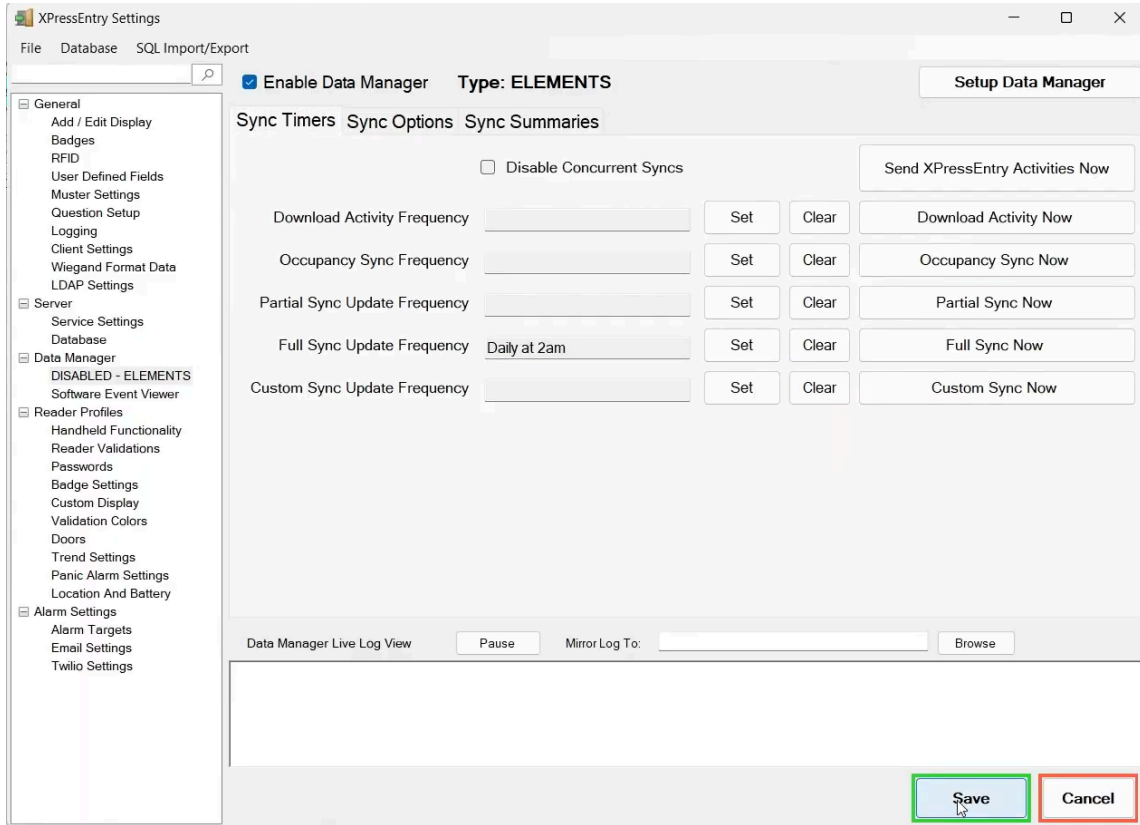 XPressEntry Settings
File Database SQL Import/Export
Enable Data Manager Type: ELEMENTS Setup Data Manager
General
Add / Edit Display
Badges
RFID
User Defined Fields
Muster Settings
Question Setup
Logging
Client Settings
Wiegand Format Data
LDAP Settings
Server
Service Settings
Database
Data Manager
DISABLED - ELEMENTS
Software Event Viewer
Reader Profiles
Handheld Functionality
Reader Validations
Passwords
Badge Settings
Custom Display
Validation Colors
Doors
Trend Settings
Panic Alarm Settings
Location And Battery
Alarm Settings
Alarm Targets
Email Settings
Twilio Settings
Sync Timers Sync Options Sync Summaries
Disable Concurrent Syncs Send XPressEntry Activities Now
Download Activity Frequency Set Clear Download Activity Now
Occupancy Sync Frequency Set Clear Occupancy Sync Now
Partial Sync Update Frequency Set Clear Partial Sync Now
Full Sync Update Frequency Daily at 2am Set Clear Full Sync Now
Custom Sync Update Frequency Set Clear Custom Sync Now
Data Manager Live Log View Pause Mirror Log To: Browse
Save Cancel